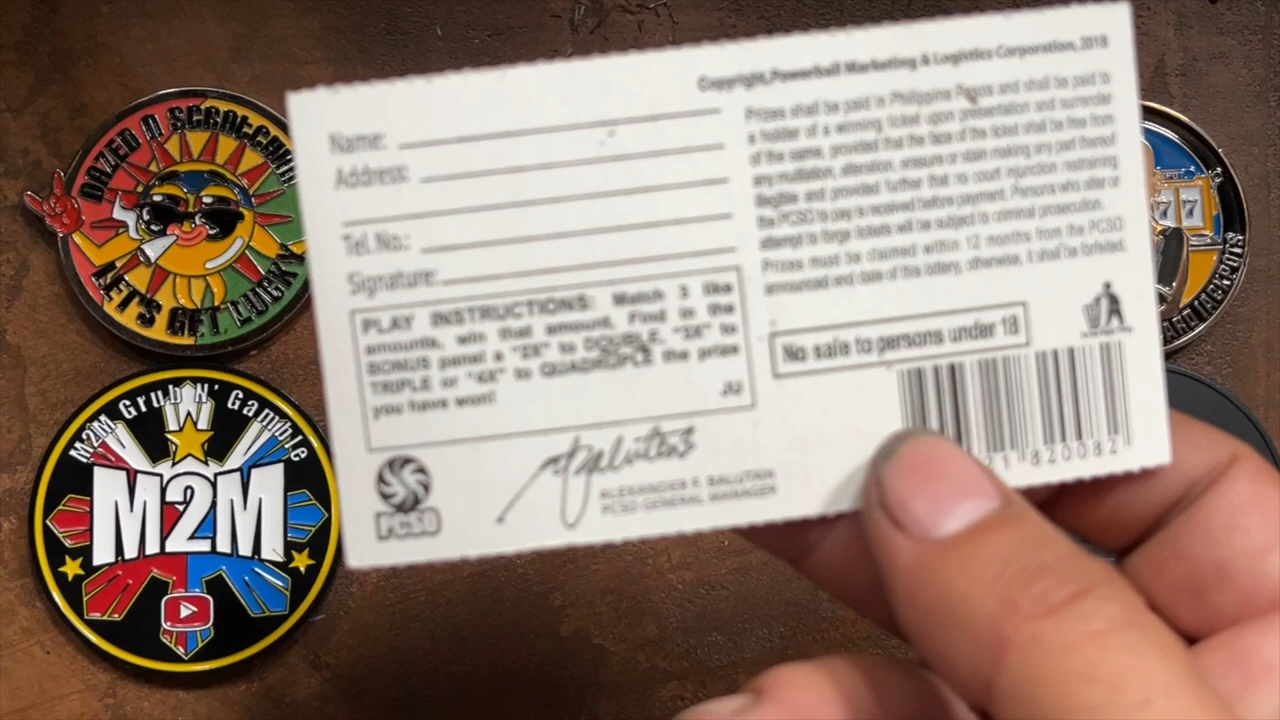 DAZED N SCRATCHIN
LET'S GET LUCKY
M2M Grub N' Gamble
M2M
Copyright, Powerball Marketing & Logistics Corporation, 2018
Name:
Address:
Tel. No.:
Signature:
PLAY INSTRUCTIONS: Match 3 like
amounts, win that amount. Find in the
BONUS panel a "2X" to DOUBLE, "3X" to
TRIPLE or "4X" to QUADRUPLE the prize
you have won!
JU
PCSO
ALEXANDER F. BALUTAN
PCSO GENERAL MANAGER
Prizes shall be paid in Philippine Pesos and shall be paid to
a holder of a winning ticket upon presentation and surrender
of the same, provided that the face of the ticket shall be free from
any mutilation, alteration, erasure or stain making any part thereof
illegible and provided further that no court injunction restraining
the PCSO to pay is received before payment. Persons who alter or
attempt to forge tickets will be subject to criminal prosecution.
Prizes must be claimed within 12 months from the PCSO
announced end date of this lottery, otherwise, it shall be forfeited.
No sale to persons under 18
71 820082
77
JACKPOTS